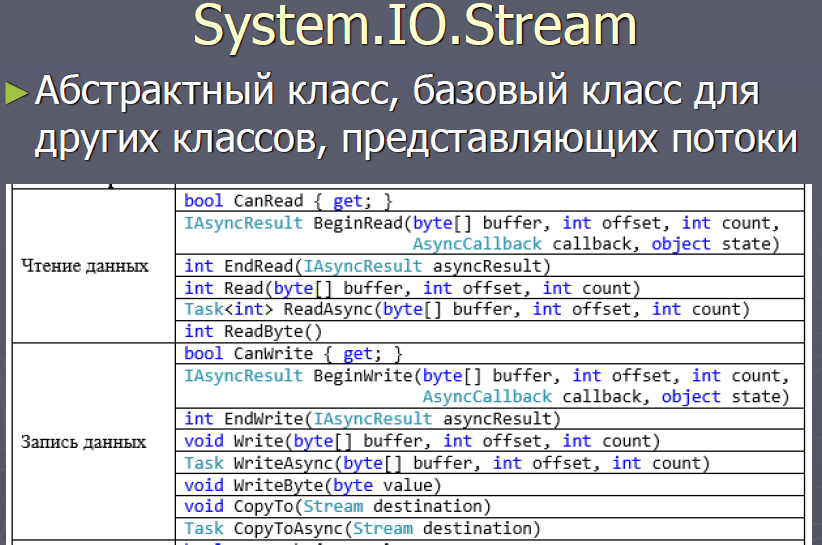 System.IO.Stream
►Абстрактный класс, базовый класс для
других классов, представляющих потоки
bool CanRead { get; }
IAsyncResult BeginRead(byte[] buffer, int offset, int count,
AsyncCallback callback, object state)
Чтение данных
int EndRead(IAsyncResult asyncResult)
int Read(byte[] buffer, int offset, int count)
Task<int> ReadAsync(byte[] buffer, int offset, int count)
int ReadByte()
bool CanWrite { get; }
IAsyncResult BeginWrite(byte[] buffer, int offset, int count,
AsyncCallback callback, object state)
int EndWrite(IAsyncResult asyncResult)
Запись данных
void Write(byte[] buffer, int offset, int count)
Task WriteAsync(byte[] buffer, int offset, int count)
void WriteByte(byte value)
void CopyTo(Stream destination)
Task CopyToAsync(Stream destination)